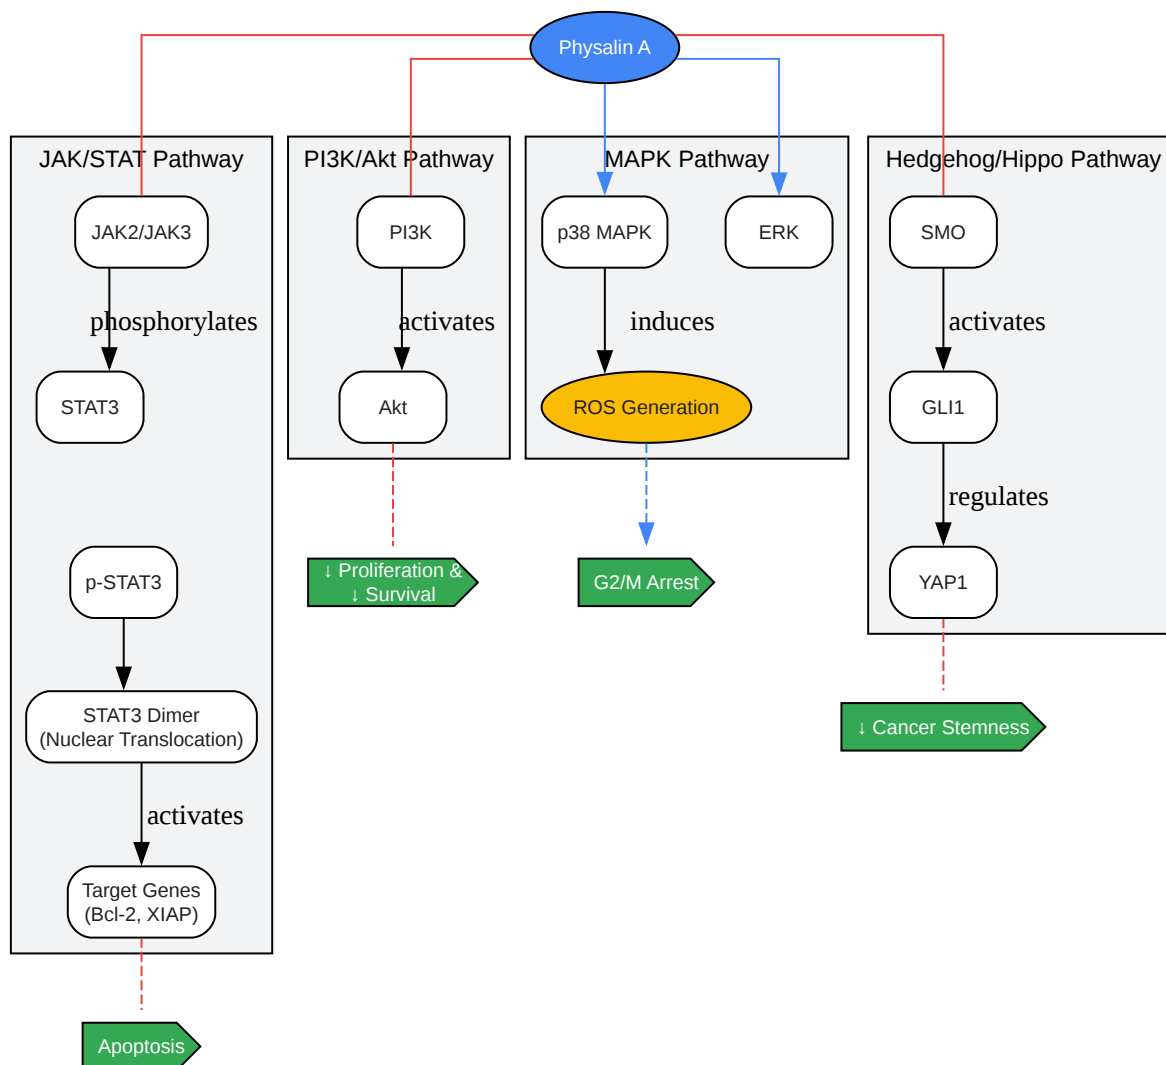 Physalin A
JAK/STAT Pathway
PI3K/Akt Pathway
MAPK Pathway
Hedgehog/Hippo Pathway
JAK2/JAK3
PI3K
p38 MAPK
ERK
SMO
phosphorylates
activates
induces
activates
STAT3
Akt
ROS Generation
GLI1
regulates
p-STAT3
↓ Proliferation &
↓ Survival
G2/M Arrest
YAP1
STAT3 Dimer
(Nuclear Translocation)
↓ Cancer Stemness
activates
Target Genes
(Bcl-2, XIAP)
Apoptosis